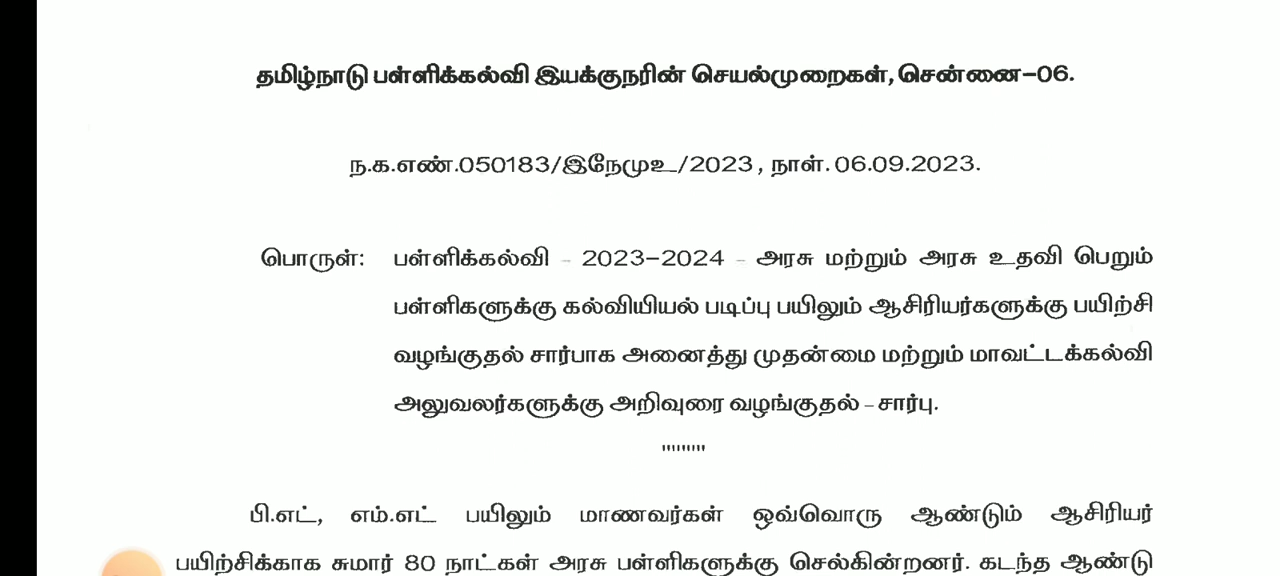 தமிழ்நாடு பள்ளிக்கல்வி இயக்குநரின் செயல்முறைகள், சென்னை-06.
ந.க.எண்.050183/இநேமுஉ/2023, நாள். 06.09.2023.
பொருள்: பள்ளிக்கல்வி - 2023-2024 - அரசு மற்றும் அரசு உதவி பெறும்
பள்ளிகளுக்கு கல்வியியல் படிப்பு பயிலும் ஆசிரியர்களுக்கு பயிற்சி
வழங்குதல் சார்பாக அனைத்து முதன்மை மற்றும் மாவட்டக்கல்வி
அலுவலர்களுக்கு அறிவுரை வழங்குதல் - சார்பு.
"""""
பி.எட், எம்.எட் பயிலும் மாணவர்கள் ஒவ்வொரு ஆண்டும் ஆசிரியர்
பயிற்சிக்காக சுமார் 80 நாட்கள் அரசு பள்ளிகளுக்கு செல்கின்றனர். கடந்த ஆண்டு